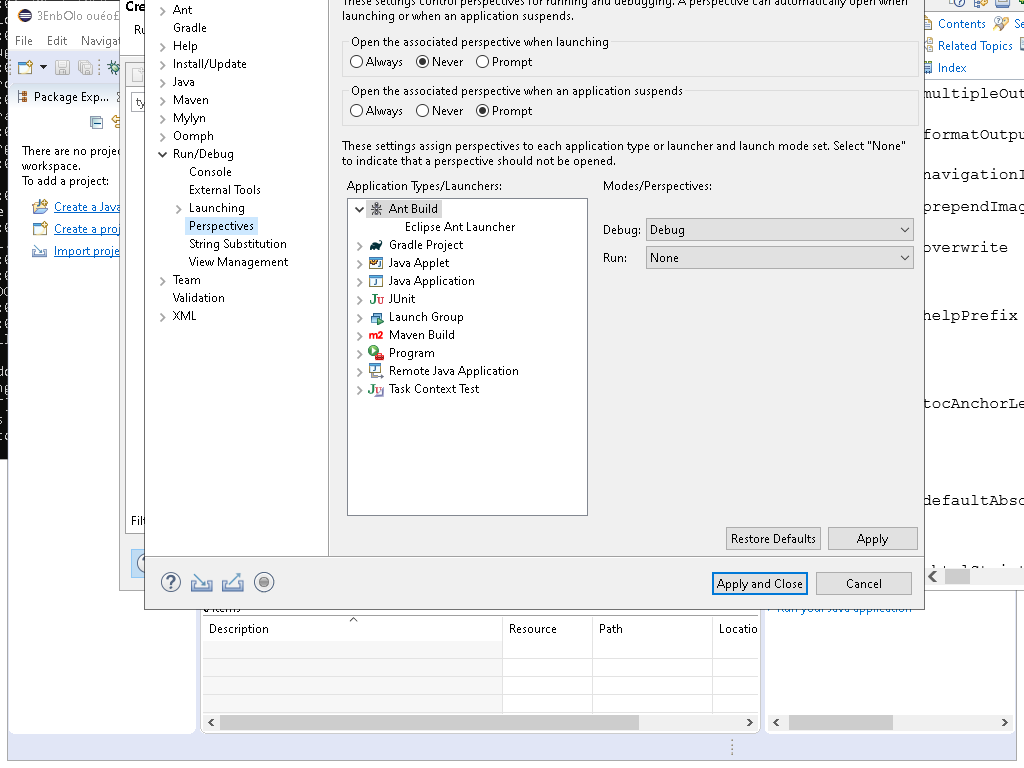 These settings control perspectives for running and debugging. A perspective can automatically open when
launching or when an application suspends.
Open the associated perspective when launching
Always
Never
Prompt
Open the associated perspective when an application suspends
Always
Never
Prompt
These settings assign perspectives to each application type or launcher and launch mode set. Select "None"
to indicate that a perspective should not be opened.
Application Types/Launchers:
Modes/Perspectives:
Ant Build
Eclipse Ant Launcher
Gradle Project
Java Applet
Java Application
JUnit
Launch Group
Maven Build
Program
Remote Java Application
Task Context Test
Debug:
Debug
Run:
None
Restore Defaults
Apply
Apply and Close
Cancel
Ant
Gradle
Help
Install/Update
Java
Maven
Mylyn
Oomph
Run/Debug
Console
External Tools
Launching
Perspectives
String Substitution
View Management
Team
Validation
XML
File
Edit
Navigat
Package Exp...
There are no proje
workspace.
To add a project:
Create a Java
Create a proj
Import proje
Cre
Ru
ty
Filt
Contents
Se
Related Topics
Index
multipleOut
formatOutpu
navigationI
prependImag
overwrite
helpPrefix
tocAnchorLe
defaultAbso
Description
Resource
Path
Locatio
Run your Java application